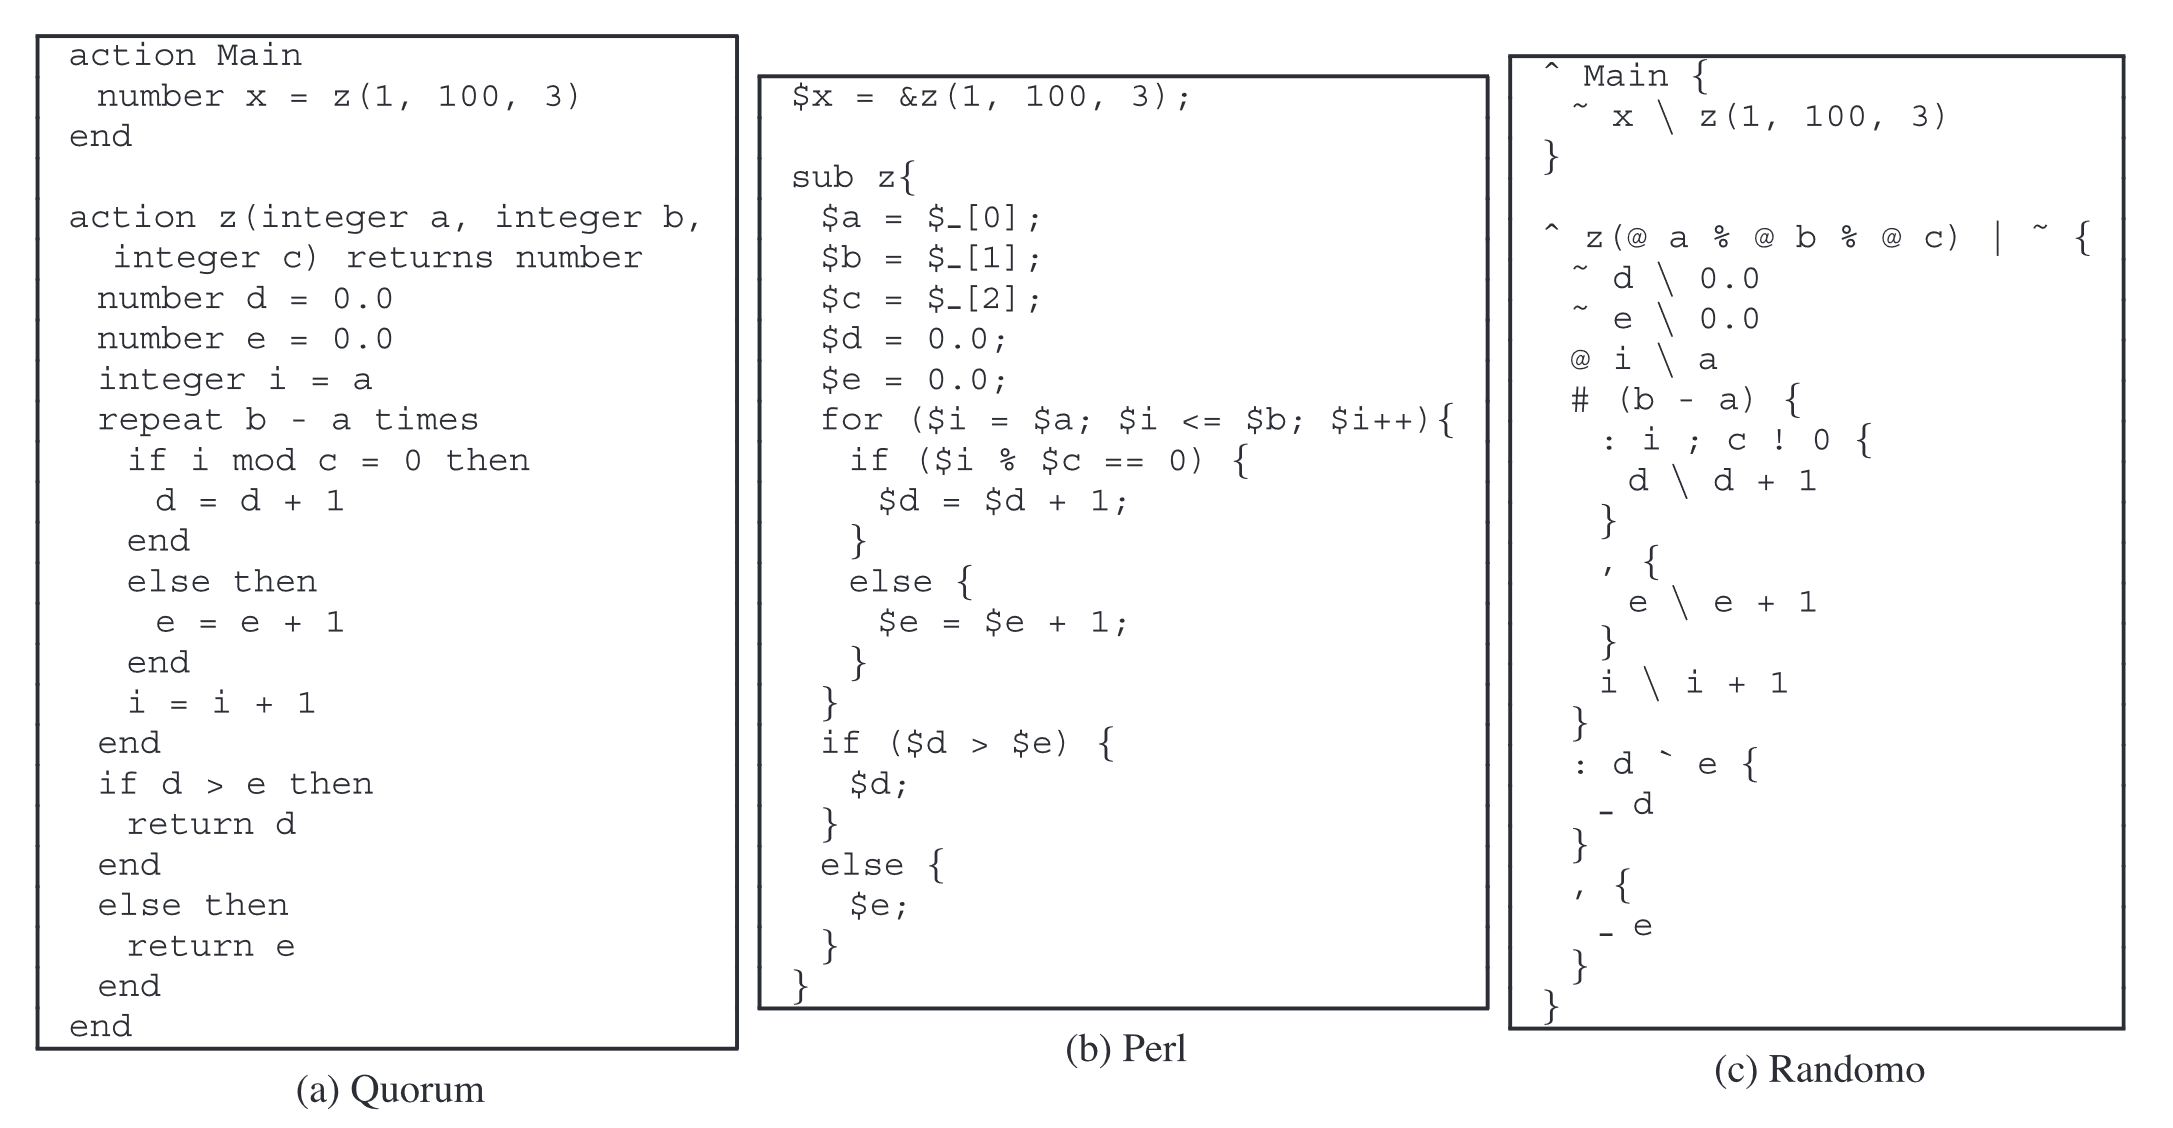 action Main
 number x = z(1, 100, 3)
end

action z(integer a, integer b,
  integer c) returns number
 number d = 0.0
 number e = 0.0
 integer i = a
 repeat b - a times
  if i mod c = 0 then
   d = d + 1
  end
  else then
   e = e + 1
  end
  i = i + 1
 end
 if d > e then
  return d
 end
 else then
  return e
 end
end
(a) Quorum
$x = &z(1, 100, 3);

sub z{
 $a = $_[0];
 $b = $_[1];
 $c = $_[2];
 $d = 0.0;
 $e = 0.0;
 for ($i = $a; $i <= $b; $i++){
  if ($i % $c == 0) {
   $d = $d + 1;
  }
  else {
   $e = $e + 1;
  }
 }
 if ($d > $e) {
  $d;
 }
 else {
  $e;
 }
}
(b) Perl
ˆ Main {
 ˜ x \ z(1, 100, 3)
}

ˆ z(@ a % @ b % @ c) | ˜ {
 ˜ d \ 0.0
 ˜ e \ 0.0
 @ i \ a
 # (b - a) {
  : i ; c ! 0 {
   d \ d + 1
  }
  , {
   e \ e + 1
  }
  i \ i + 1
 }
 : d ` e {
  _ d
 }
 , {
  _ e
 }
}
(c) Randomo